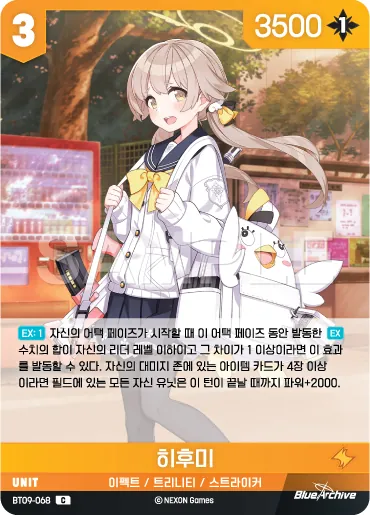 3
3500 1
EX: 1 자신의 어택 페이즈가 시작할 때 이 어택 페이즈 동안 발동한 EX
수치의 합이 자신의 리더 레벨 이하이고 그 차이가 1 이상이라면 이 효과
를 발동할 수 있다. 자신의 대미지 존에 있는 아이템 카드가 4장 이상
이라면 필드에 있는 모든 자신 유닛은 이 턴이 끝날 때까지 파워+2000.
히후미
UNIT 이펙트 / 트리니티 / 스트라이커
BT09-068 C © NEXON Games Blue Archive